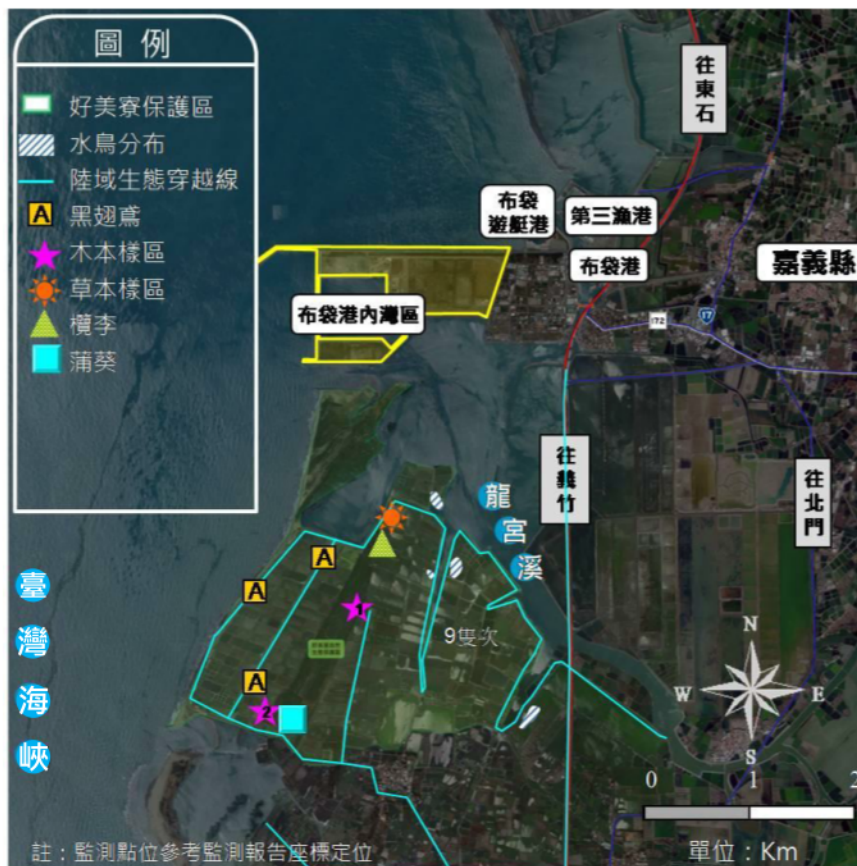 圖例
好美寮保護區
水鳥分布
陸域生態穿越線
A 黑翅鳶
木本樣區
草本樣區
欖李
蒲葵
往東石
布袋
遊艇港
第三漁港
布袋港
嘉義縣
布袋港內灣區
172
17
往義竹
往北門
龍宮溪
A
A
1
9隻次
A
2
臺灣海峽
N
W
E
S
0 1 2
單位：Km
註：監測點位參考監測報告座標定位